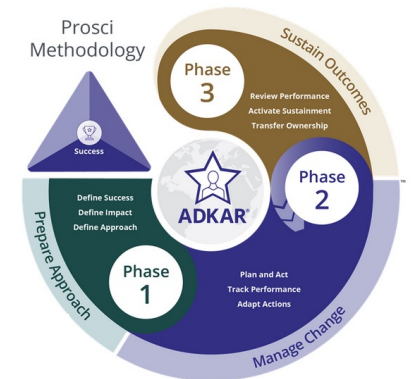 Prosci
Methodology
Success
Phase
3
Review Performance
Activate Sustainment
Transfer Ownership
Sustain Outcomes
ADKAR®
Phase
2
Define Success
Define Impact
Define Approach
Phase
1
Prepare Approach
Plan and Act
Track Performance
Adapt Actions
Manage Change